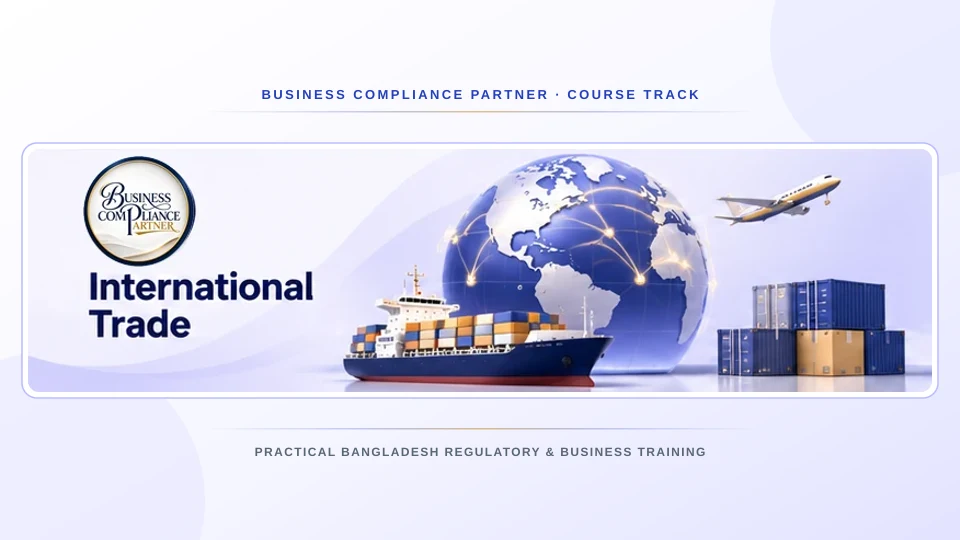 BUSINESS COMPLIANCE PARTNER · COURSE TRACK
BUSINESS
COMPLIANCE
PARTNER
International
Trade
PRACTICAL BANGLADESH REGULATORY & BUSINESS TRAINING